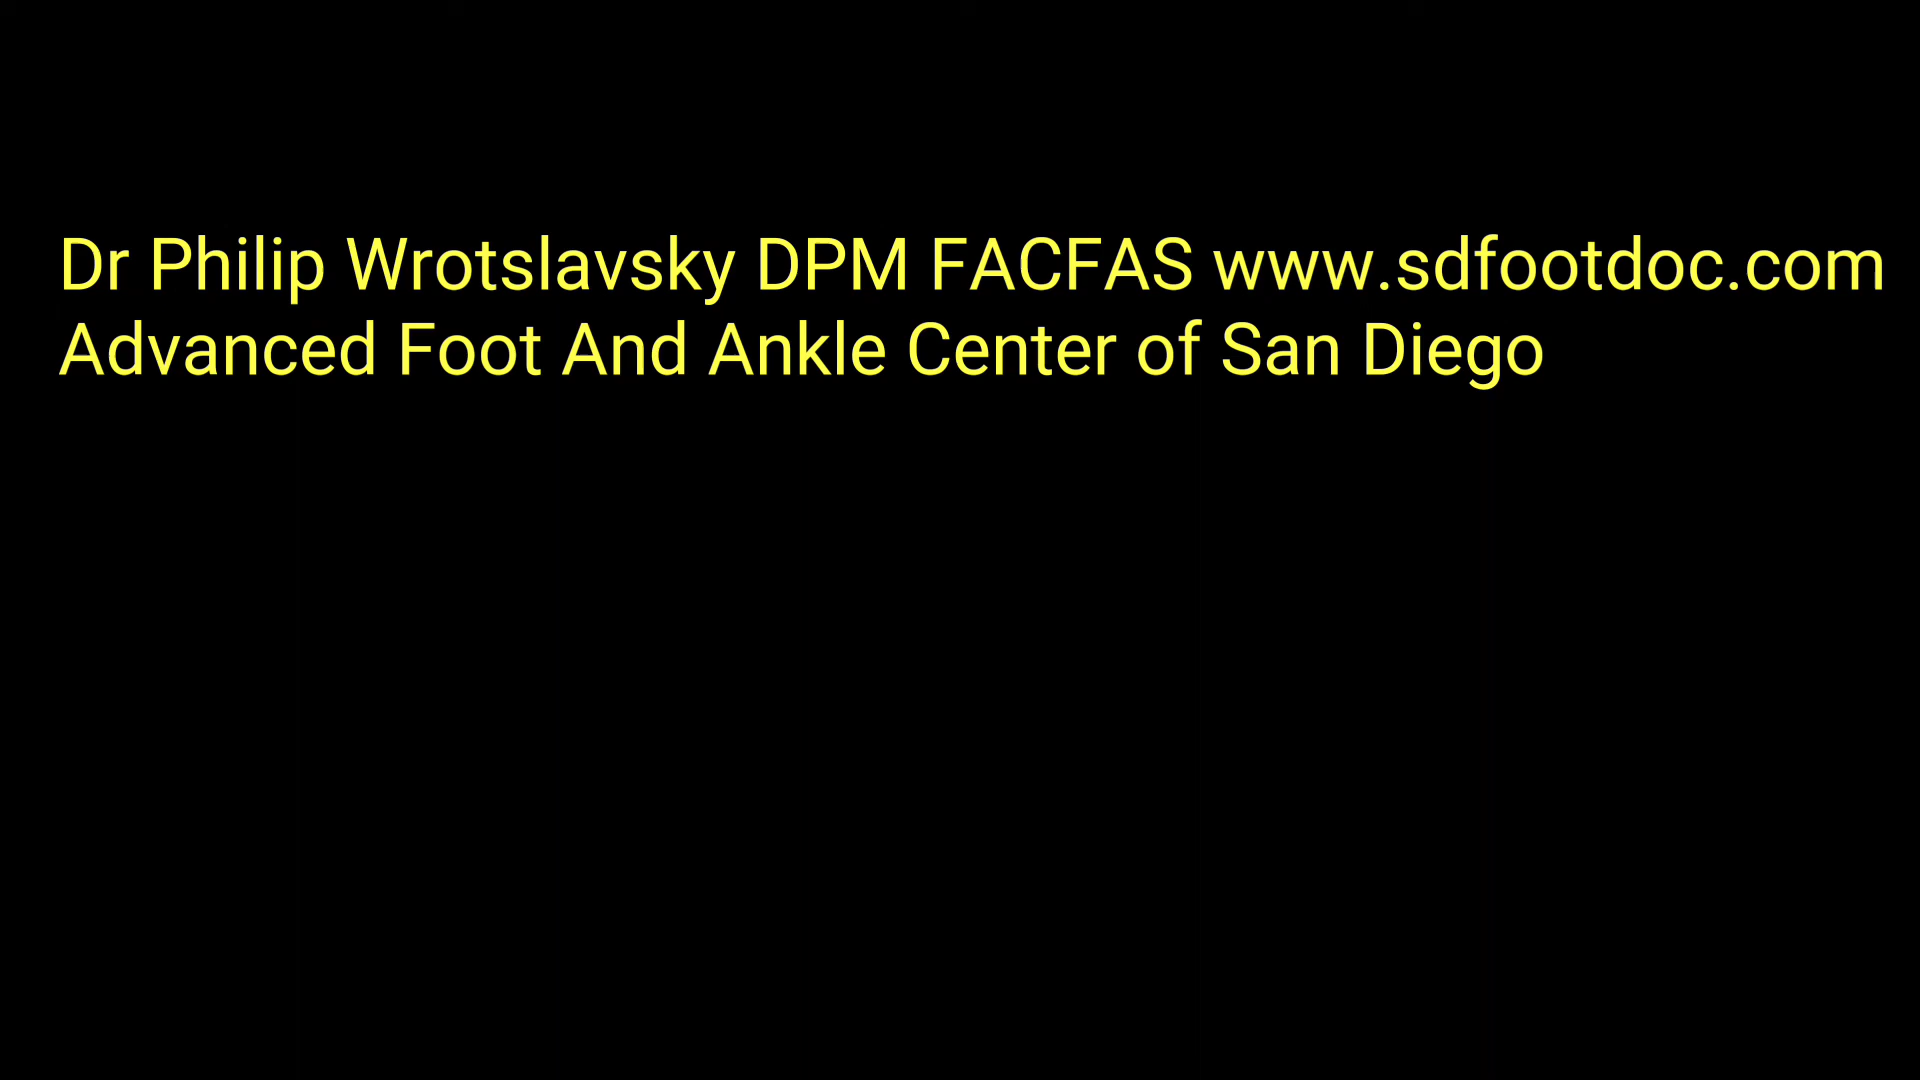 Dr Philip Wrotslavsky DPM FACFAS www.sdfootdoc.com
Advanced Foot And Ankle Center of San Diego